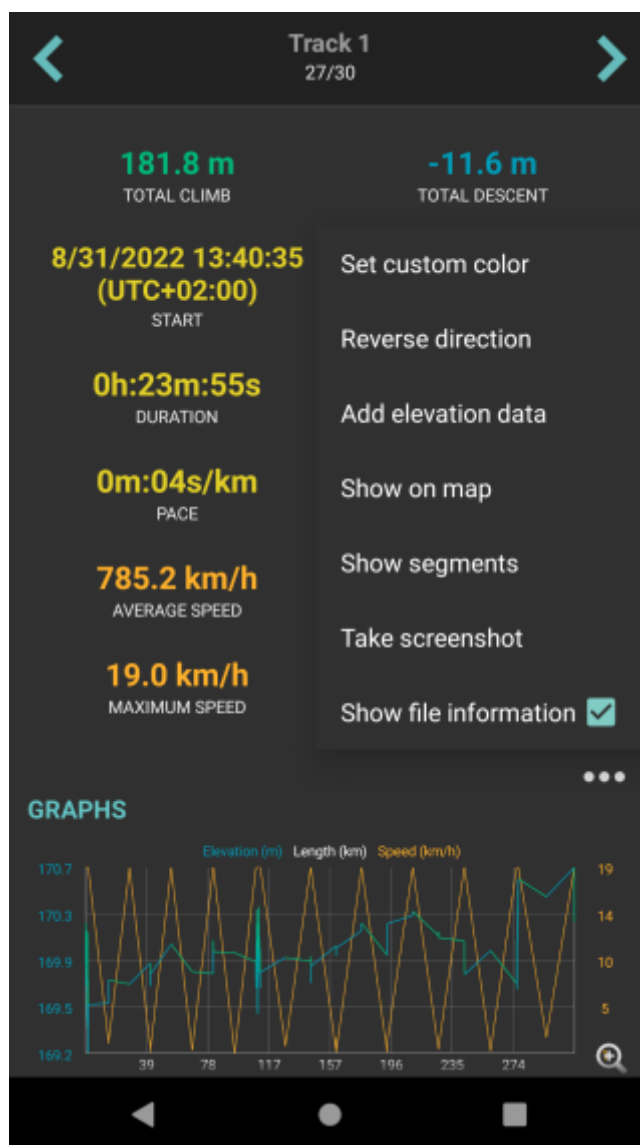 Track 1
27/30
181.8 m
TOTAL CLIMB
-11.6 m
TOTAL DESCENT
8/31/2022 13:40:35
(UTC+02:00)
START
0h:23m:55s
DURATION
0m:04s/km
PACE
785.2 km/h
AVERAGE SPEED
19.0 km/h
MAXIMUM SPEED
Set custom color
Reverse direction
Add elevation data
Show on map
Show segments
Take screenshot
Show file information
GRAPHS
Elevation (m) Length (km) Speed (km/h)
170.7 19
170.3 14
169.9 10
169.5 5
169.2
39 78 117 157 196 235 274